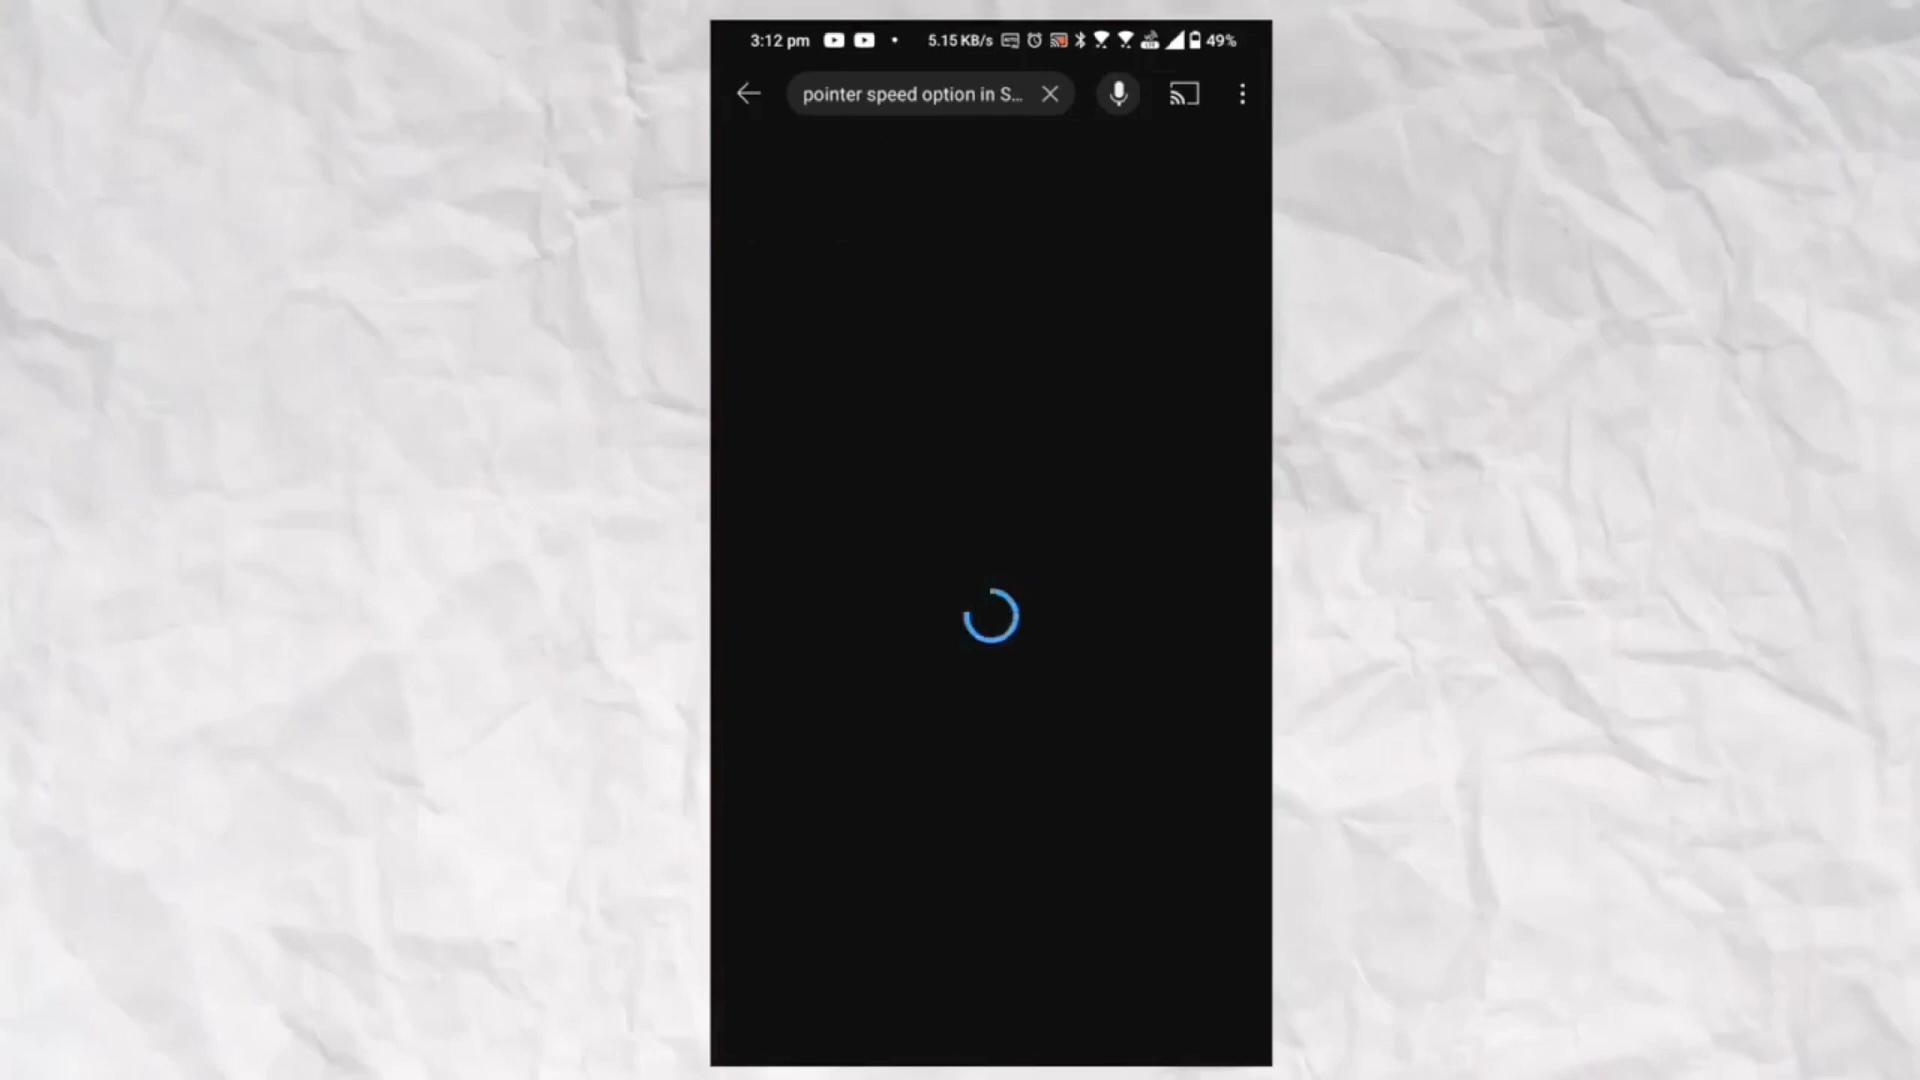 3:12 pm 5.15 KB/s 49%
pointer speed option in S...